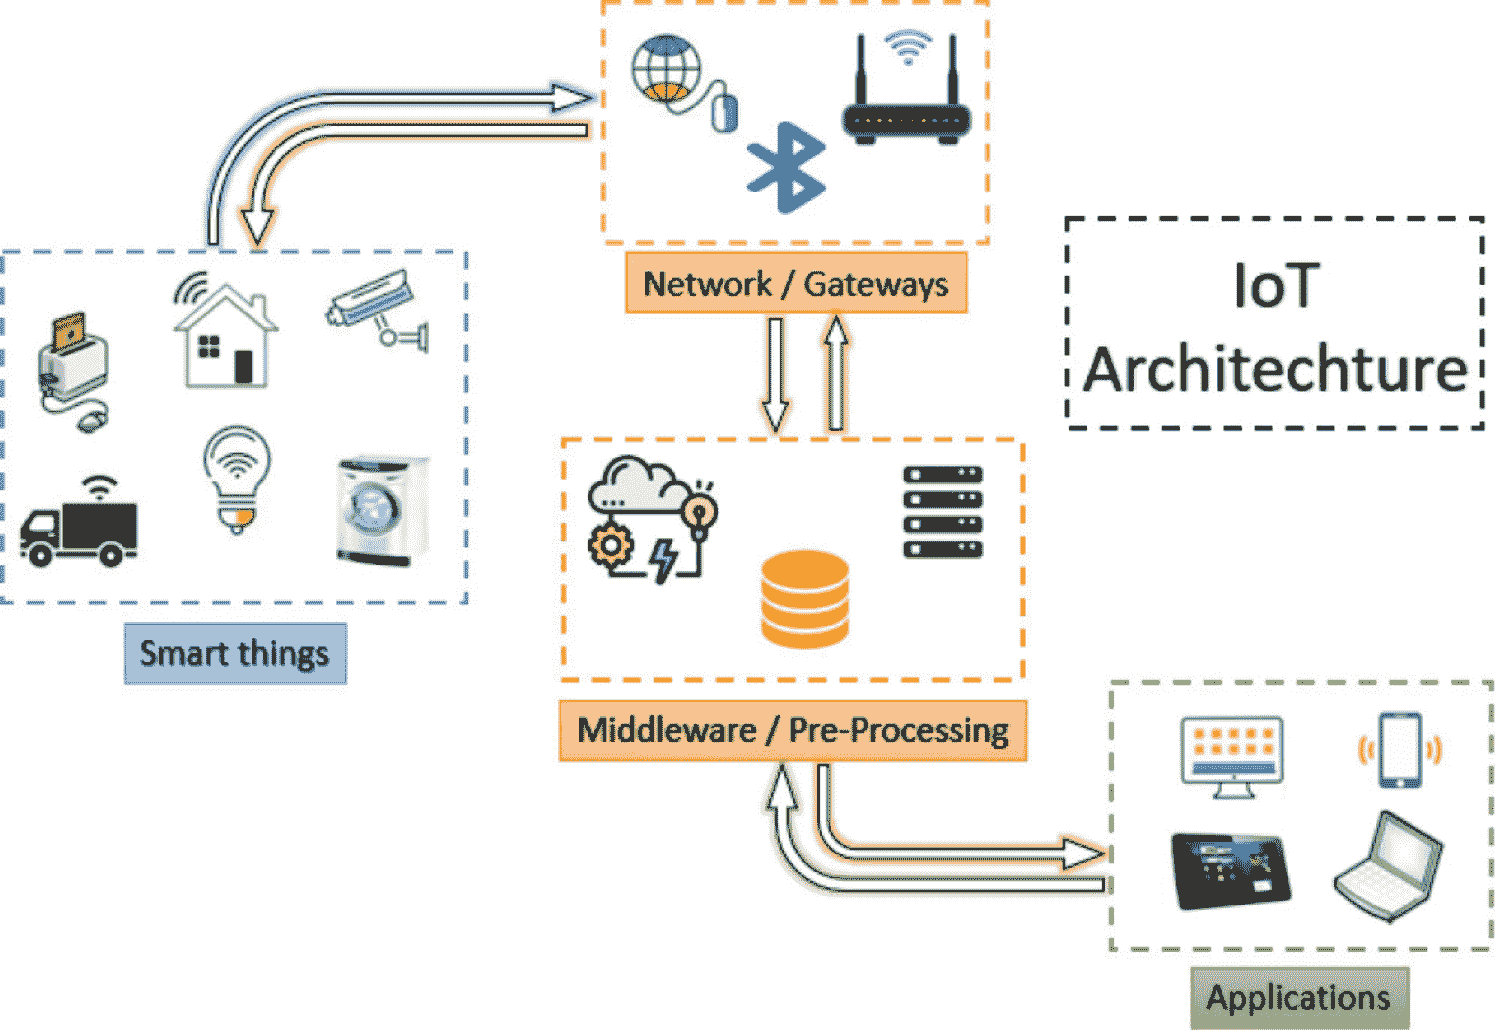 Network / Gateways
IoT
Architechture
Smart things
Middleware / Pre-Processing
Applications